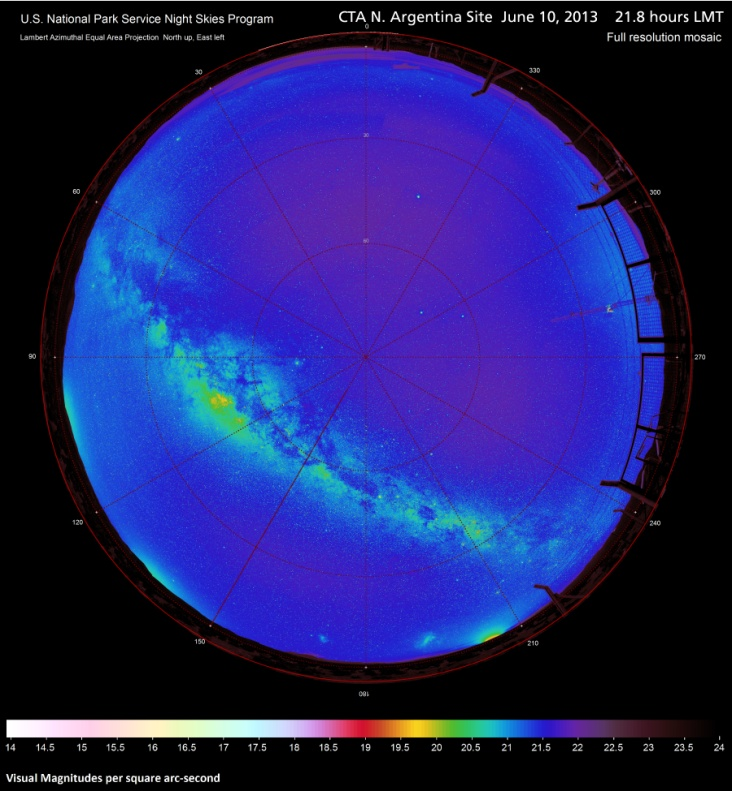 U.S. National Park Service Night Skies Program
CTA N. Argentina Site June 10, 2013 21.8 hours LMT
Lambert Azimuthal Equal Area Projection North up, East left
Full resolution mosaic
0
30
330
30
60
300
60
90
270
120
240
150
210
180
14 14.5 15 15.5 16 16.5 17 17.5 18 18.5 19 19.5 20 20.5 21 21.5 22 22.5 23 23.5 24
Visual Magnitudes per square arc-second